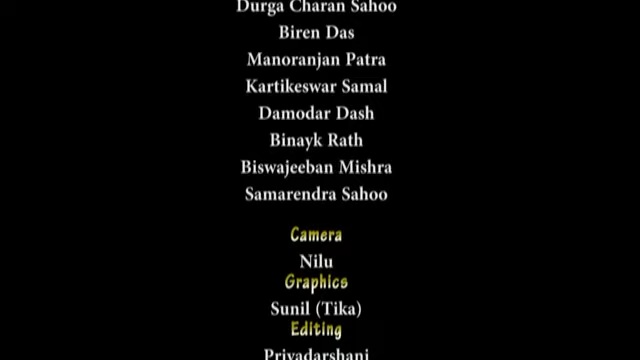 Durga Charan Sahoo
Biren Das
Manoranjan Patra
Kartikeswar Samal
Damodar Dash
Binayk Rath
Biswajeeban Mishra
Samarendra Sahoo
Camera
Nilu
Graphics
Sunil (Tika)
Editing
Priyadarshani